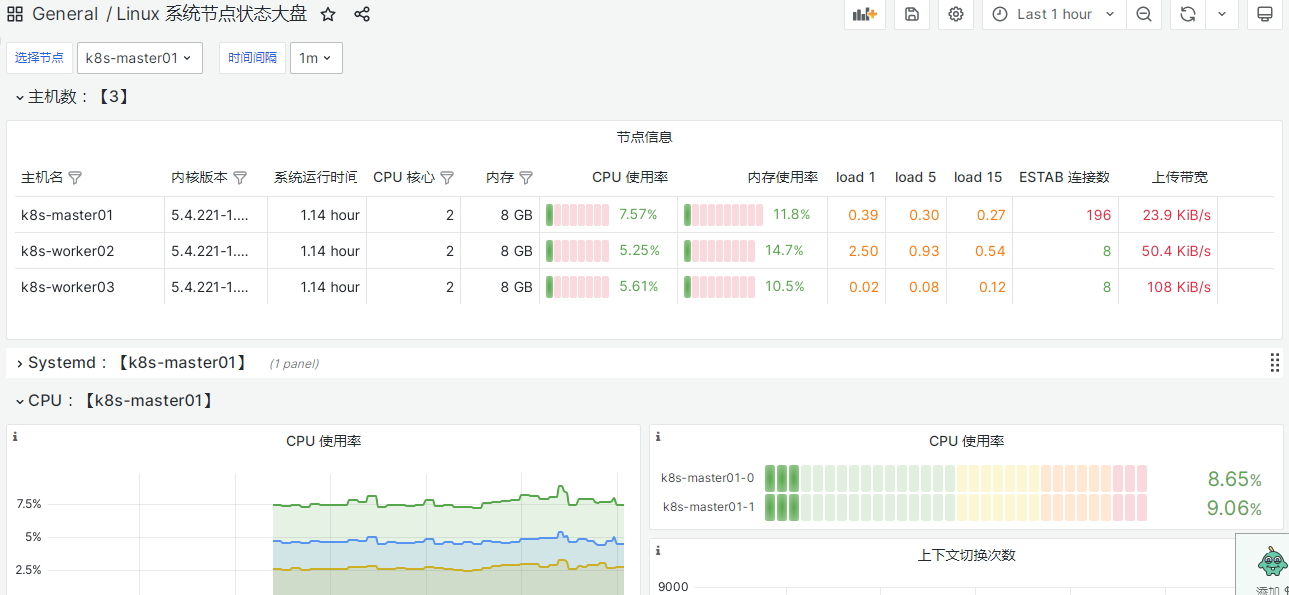 General / Linux 系统节点状态大盘 Last 1 hour
选择节点 k8s-master01 时间间隔 1m
主机数：【3】
节点信息
主机名 内核版本 系统运行时间 CPU 核心 内存 CPU 使用率 内存使用率 load 1 load 5 load 15 ESTAB 连接数 上传带宽
k8s-master01 5.4.221-1.... 1.14 hour 2 8 GB 7.57% 11.8% 0.39 0.30 0.27 196 23.9 KiB/s
k8s-worker02 5.4.221-1.... 1.14 hour 2 8 GB 5.25% 14.7% 2.50 0.93 0.54 8 50.4 KiB/s
k8s-worker03 5.4.221-1.... 1.14 hour 2 8 GB 5.61% 10.5% 0.02 0.08 0.12 8 108 KiB/s
Systemd：【k8s-master01】 (1 panel)
CPU：【k8s-master01】
CPU 使用率
7.5%
5%
2.5%
CPU 使用率
k8s-master01-0 8.65%
k8s-master01-1 9.06%
上下文切换次数
9000
添加